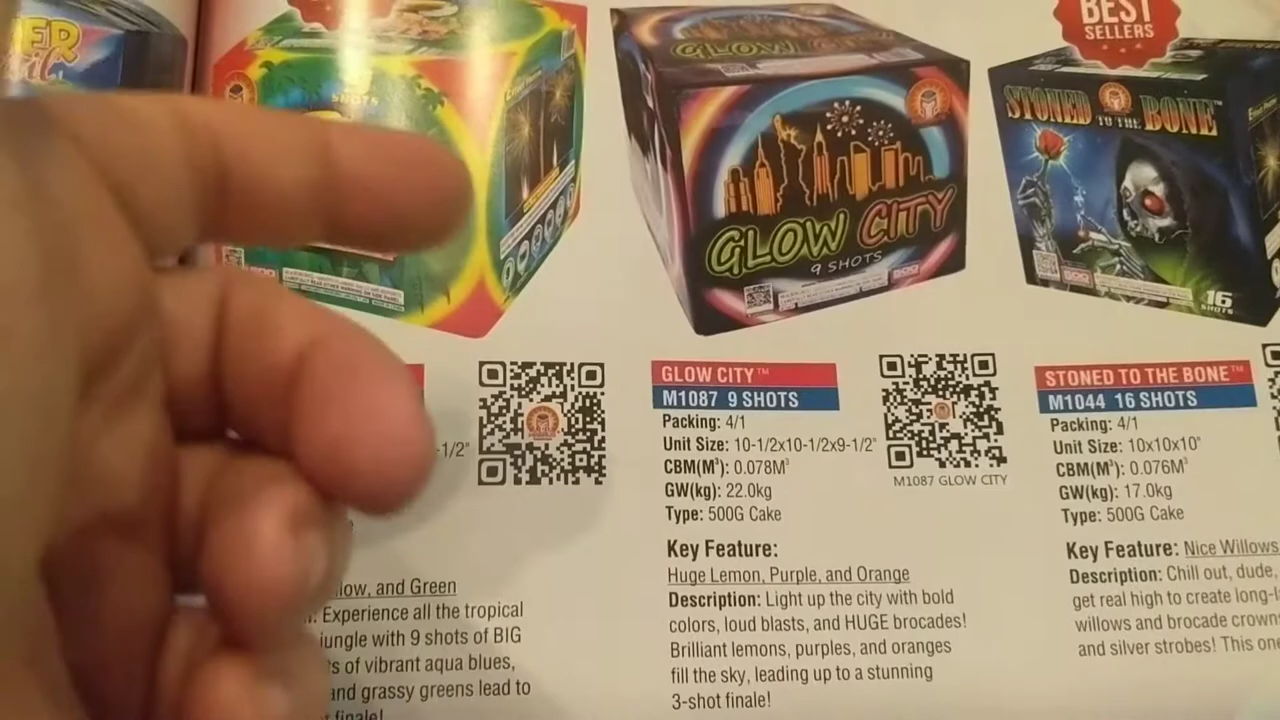 BEST
SELLERS
SHOTS
GLOW CITY
GLOW CITY
9 SHOTS
STONED
TO THE
BONE™
16
SHOTS
-1/2"
low, and Green
Experience all the tropical
jungle with 9 shots of BIG
s of vibrant aqua blues,
and grassy greens lead to
finale!
GLOW CITY™
M1087 9 SHOTS
Packing: 4/1
Unit Size: 10-1/2x10-1/2x9-1/2"
CBM(M³): 0.078M³
GW(kg): 22.0kg
Type: 500G Cake
M1087 GLOW CITY
Key Feature:
Huge Lemon, Purple, and Orange
Description: Light up the city with bold
colors, loud blasts, and HUGE brocades!
Brilliant lemons, purples, and oranges
fill the sky, leading up to a stunning
3-shot finale!
STONED TO THE BONE™
M1044 16 SHOTS
Packing: 4/1
Unit Size: 10x10x10"
CBM(M³): 0.076M³
GW(kg): 17.0kg
Type: 500G Cake
Key Feature: Nice Willows
Description: Chill out, dude,
get real high to create long-l
willows and brocade crown
and silver strobes! This one